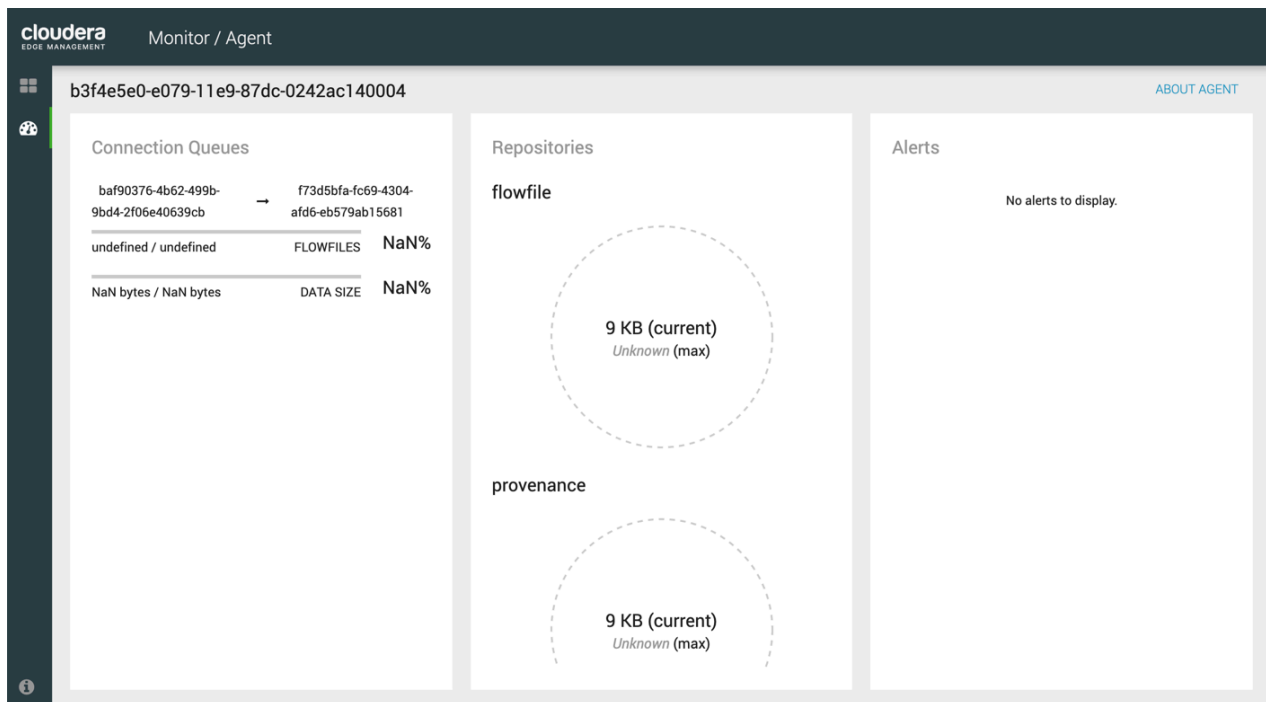 cloudera
EDGE MANAGEMENT
Monitor / Agent
b3f4e5e0-e079-11e9-87dc-0242ac140004
ABOUT AGENT
Connection Queues
baf90376-4b62-499b-
9bd4-2f06e40639cb
→
f73d5bfa-fc69-4304-
afd6-eb579ab15681
undefined / undefined
FLOWFILES
NaN%
NaN bytes / NaN bytes
DATA SIZE
NaN%
Repositories
flowfile
9 KB (current)
Unknown (max)
provenance
9 KB (current)
Unknown (max)
Alerts
No alerts to display.